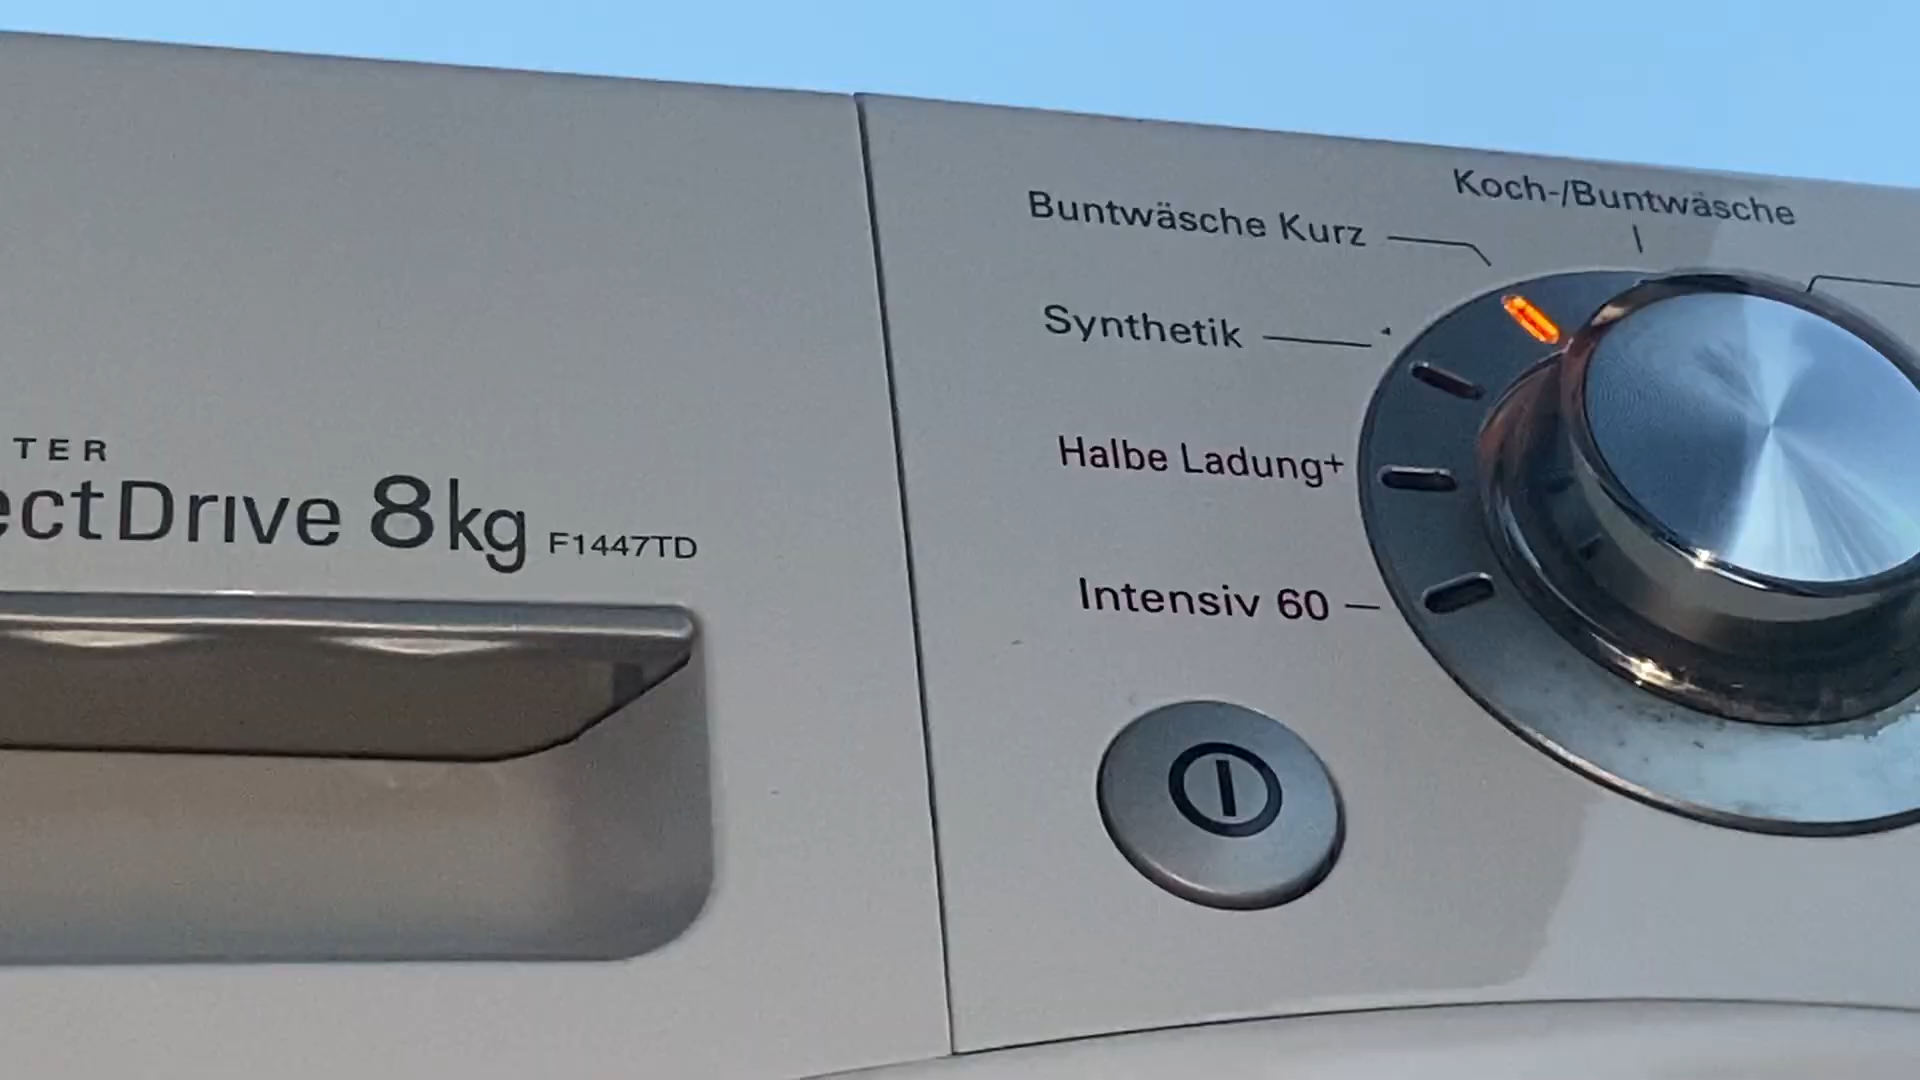 TER
ectDrive 8kg F1447TD
Koch-/Buntwäsche
Buntwäsche Kurz
Synthetik
Halbe Ladung+
Intensiv 60